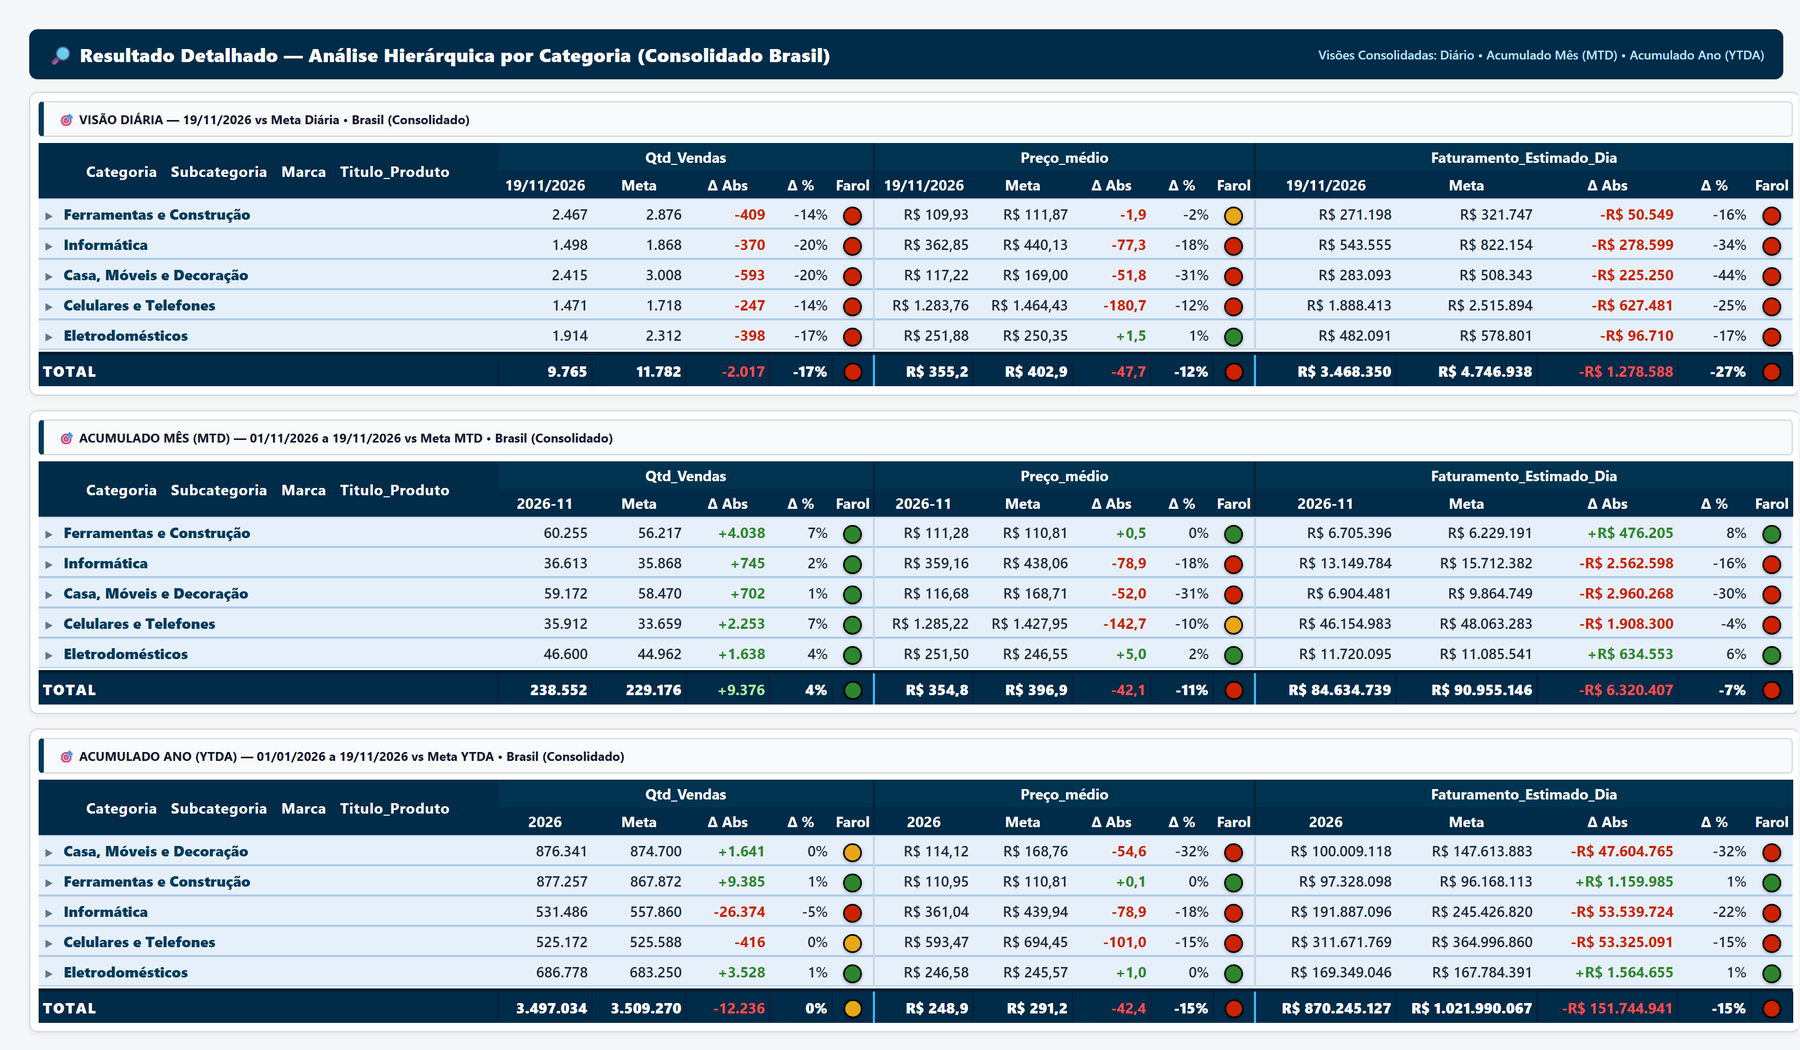 Resultado Detalhado — Análise Hierárquica por Categoria (Consolidado Brasil)
Visões Consolidadas: Diário • Acumulado Mês (MTD) • Acumulado Ano (YTDA)
VISÃO DIÁRIA — 19/11/2026 vs Meta Diária • Brasil (Consolidado)
Categoria Subcategoria Marca Titulo_Produto Qtd_Vendas Preço_médio Faturamento_Estimado_Dia
19/11/2026 Meta Δ Abs Δ % Farol 19/11/2026 Meta Δ Abs Δ % Farol 19/11/2026 Meta Δ Abs Δ % Farol
Ferramentas e Construção 2.467 2.876 -409 -14% R$ 109,93 R$ 111,87 -1,9 -2% R$ 271.198 R$ 321.747 -R$ 50.549 -16%
Informática 1.498 1.868 -370 -20% R$ 362,85 R$ 440,13 -77,3 -18% R$ 543.555 R$ 822.154 -R$ 278.599 -34%
Casa, Móveis e Decoração 2.415 3.008 -593 -20% R$ 117,22 R$ 169,00 -51,8 -31% R$ 283.093 R$ 508.343 -R$ 225.250 -44%
Celulares e Telefones 1.471 1.718 -247 -14% R$ 1.283,76 R$ 1.464,43 -180,7 -12% R$ 1.888.413 R$ 2.515.894 -R$ 627.481 -25%
Eletrodomésticos 1.914 2.312 -398 -17% R$ 251,88 R$ 250,35 +1,5 1% R$ 482.091 R$ 578.801 -R$ 96.710 -17%
TOTAL 9.765 11.782 -2.017 -17% R$ 355,2 R$ 402,9 -47,7 -12% R$ 3.468.350 R$ 4.746.938 -R$ 1.278.588 -27%
ACUMULADO MÊS (MTD) — 01/11/2026 a 19/11/2026 vs Meta MTD • Brasil (Consolidado)
Categoria Subcategoria Marca Titulo_Produto Qtd_Vendas Preço_médio Faturamento_Estimado_Dia
2026-11 Meta Δ Abs Δ % Farol 2026-11 Meta Δ Abs Δ % Farol 2026-11 Meta Δ Abs Δ % Farol
Ferramentas e Construção 60.255 56.217 +4.038 7% R$ 111,28 R$ 110,81 +0,5 0% R$ 6.705.396 R$ 6.229.191 +R$ 476.205 8%
Informática 36.613 35.868 +745 2% R$ 359,16 R$ 438,06 -78,9 -18% R$ 13.149.784 R$ 15.712.382 -R$ 2.562.598 -16%
Casa, Móveis e Decoração 59.172 58.470 +702 1% R$ 116,68 R$ 168,71 -52,0 -31% R$ 6.904.481 R$ 9.864.749 -R$ 2.960.268 -30%
Celulares e Telefones 35.912 33.659 +2.253 7% R$ 1.285,22 R$ 1.427,95 -142,7 -10% R$ 46.154.983 R$ 48.063.283 -R$ 1.908.300 -4%
Eletrodomésticos 46.600 44.962 +1.638 4% R$ 251,50 R$ 246,55 +5,0 2% R$ 11.720.095 R$ 11.085.541 +R$ 634.553 6%
TOTAL 238.552 229.176 +9.376 4% R$ 354,8 R$ 396,9 -42,1 -11% R$ 84.634.739 R$ 90.955.146 -R$ 6.320.407 -7%
ACUMULADO ANO (YTDA) — 01/01/2026 a 19/11/2026 vs Meta YTDA • Brasil (Consolidado)
Categoria Subcategoria Marca Titulo_Produto Qtd_Vendas Preço_médio Faturamento_Estimado_Dia
2026 Meta Δ Abs Δ % Farol 2026 Meta Δ Abs Δ % Farol 2026 Meta Δ Abs Δ % Farol
Casa, Móveis e Decoração 876.341 874.700 +1.641 0% R$ 114,12 R$ 168,76 -54,6 -32% R$ 100.009.118 R$ 147.613.883 -R$ 47.604.765 -32%
Ferramentas e Construção 877.257 867.872 +9.385 1% R$ 110,95 R$ 110,81 +0,1 0% R$ 97.328.098 R$ 96.168.113 +R$ 1.159.985 1%
Informática 531.486 557.860 -26.374 -5% R$ 361,04 R$ 439,94 -78,9 -18% R$ 191.887.096 R$ 245.426.820 -R$ 53.539.724 -22%
Celulares e Telefones 525.172 525.588 -416 0% R$ 593,47 R$ 694,45 -101,0 -15% R$ 311.671.769 R$ 364.996.860 -R$ 53.325.091 -15%
Eletrodomésticos 686.778 683.250 +3.528 1% R$ 246,58 R$ 245,57 +1,0 0% R$ 169.349.046 R$ 167.784.391 +R$ 1.564.655 1%
TOTAL 3.497.034 3.509.270 -12.236 0% R$ 248,9 R$ 291,2 -42,4 -15% R$ 870.245.127 R$ 1.021.990.067 -R$ 151.744.941 -15%